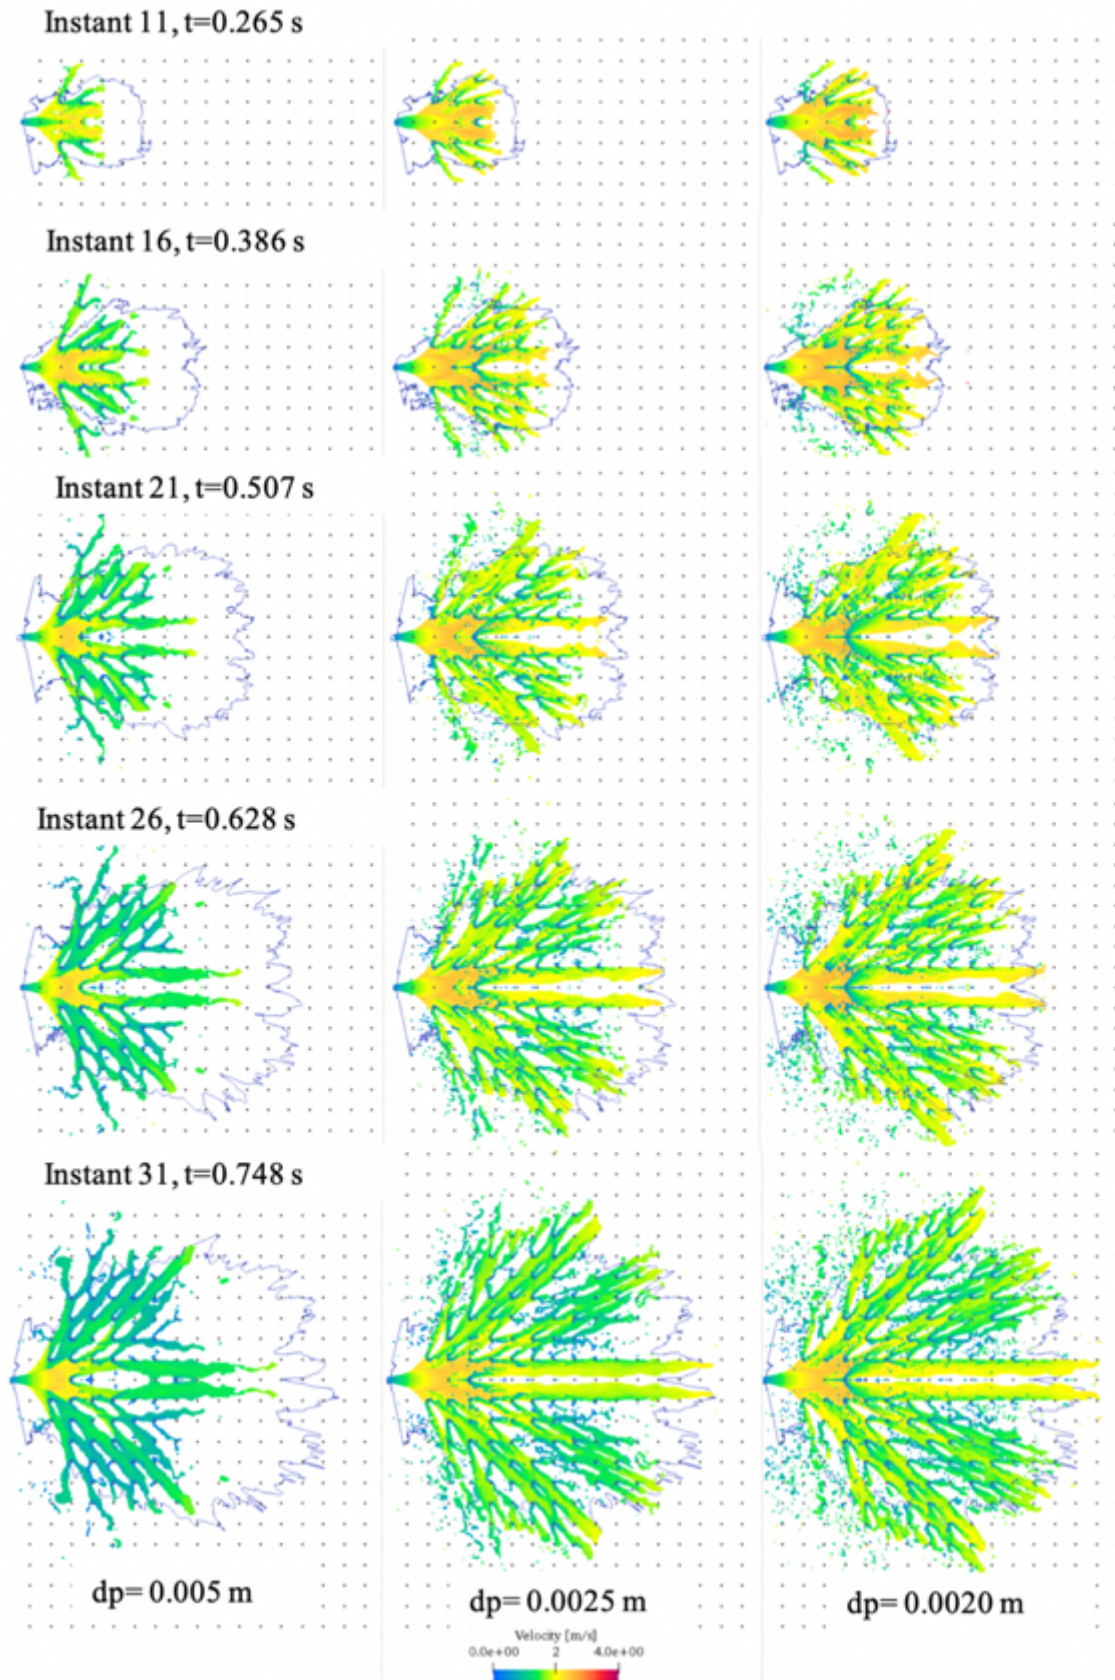 Instant 11, t=0.265 s
Instant 16, t=0.386 s
Instant 21, t=0.507 s
Instant 26, t=0.628 s
Instant 31, t=0.748 s
dp= 0.005 m
dp= 0.0025 m
dp= 0.0020 m
Velocity [m/s]
0.0e+00 2 4.0e+00